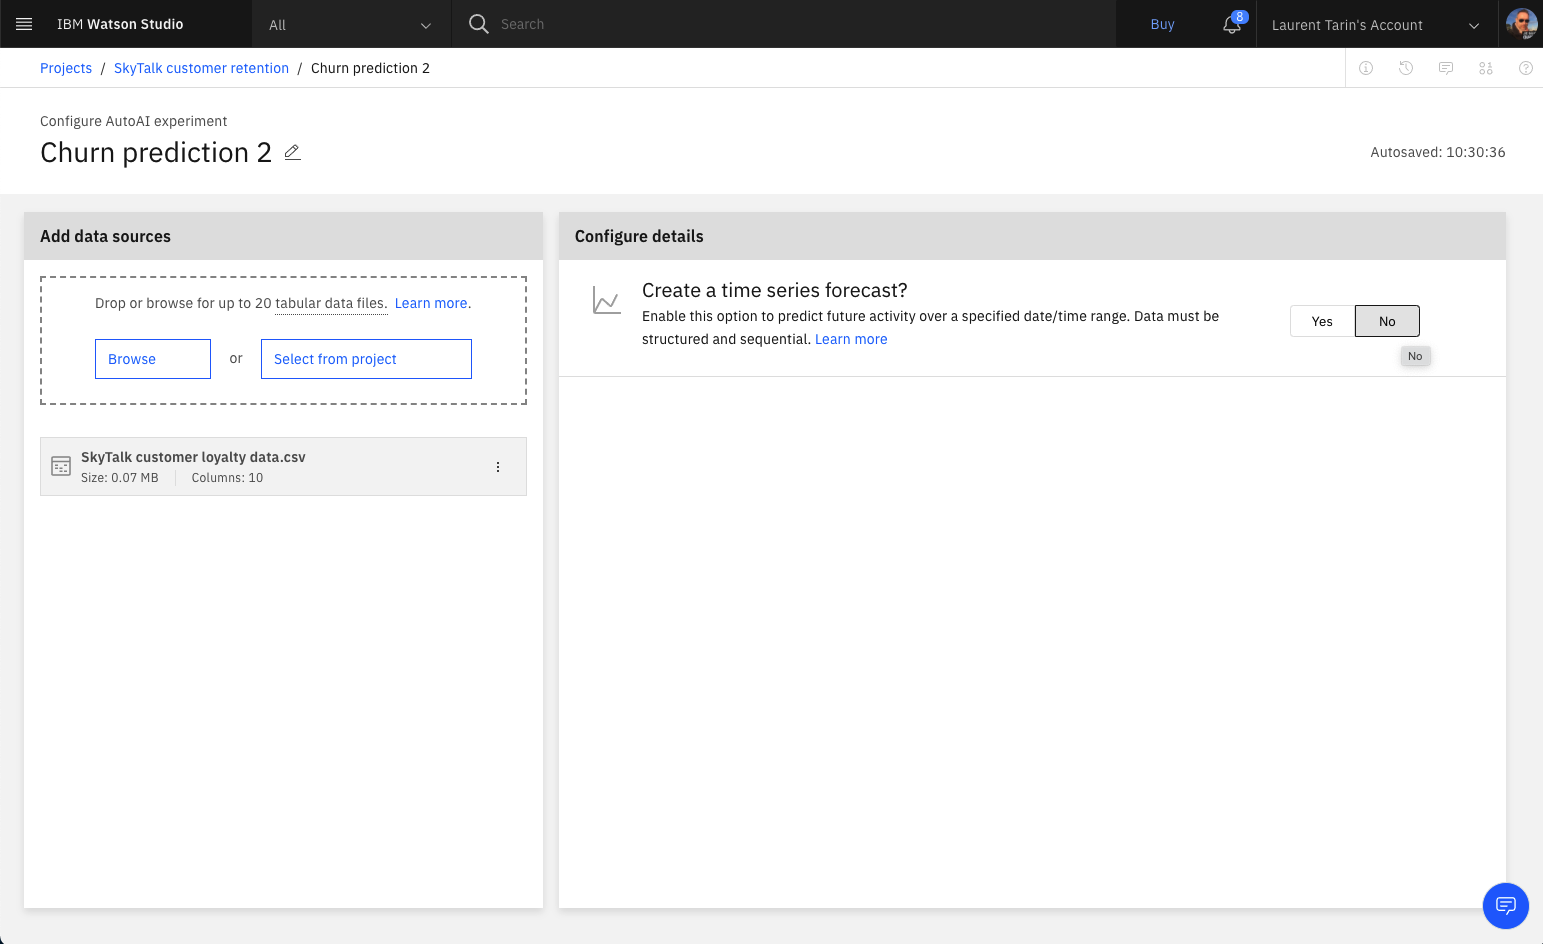 IBM Watson Studio
All
Search
Buy
8
Laurent Tarin's Account
Projects / SkyTalk customer retention / Churn prediction 2
Configure AutoAI experiment
Churn prediction 2
Autosaved: 10:30:36
Add data sources
Drop or browse for up to 20 tabular data files. Learn more.
Browse or Select from project
SkyTalk customer loyalty data.csv
Size: 0.07 MB Columns: 10
Configure details
Create a time series forecast?
Enable this option to predict future activity over a specified date/time range. Data must be
structured and sequential. Learn more
Yes
No
No